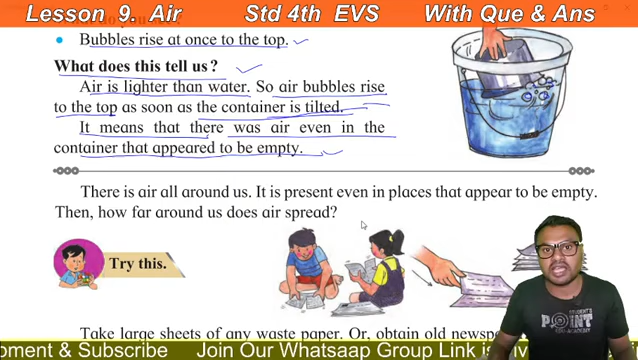 Lesson 9. Air Std 4th EVS With Que & Ans
Bubbles rise at once to the top.
What does this tell us?
Air is lighter than water. So air bubbles rise
to the top as soon as the container is tilted.
It means that there was air even in the
container that appeared to be empty.
There is air all around us. It is present even in places that appear to be empty.
Then, how far around us does air spread?
Try this.
STUDENT'S
POINT
Take large sheets of any waste paper. Or, obtain old newsp
oment & Subscribe Join Our Whatsaap Group Link is